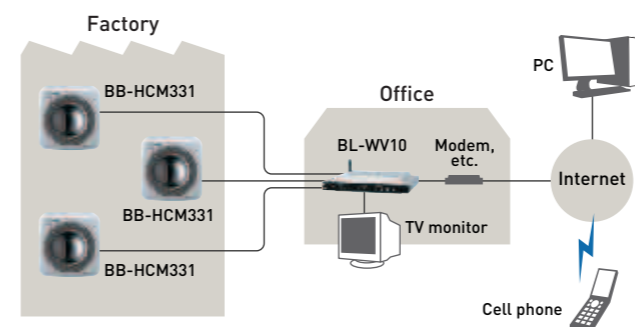 Factory
BB-HCM331
BB-HCM331
BB-HCM331
Office
BL-WV10
Modem,
etc.
TV monitor
PC
Internet
Cell phone